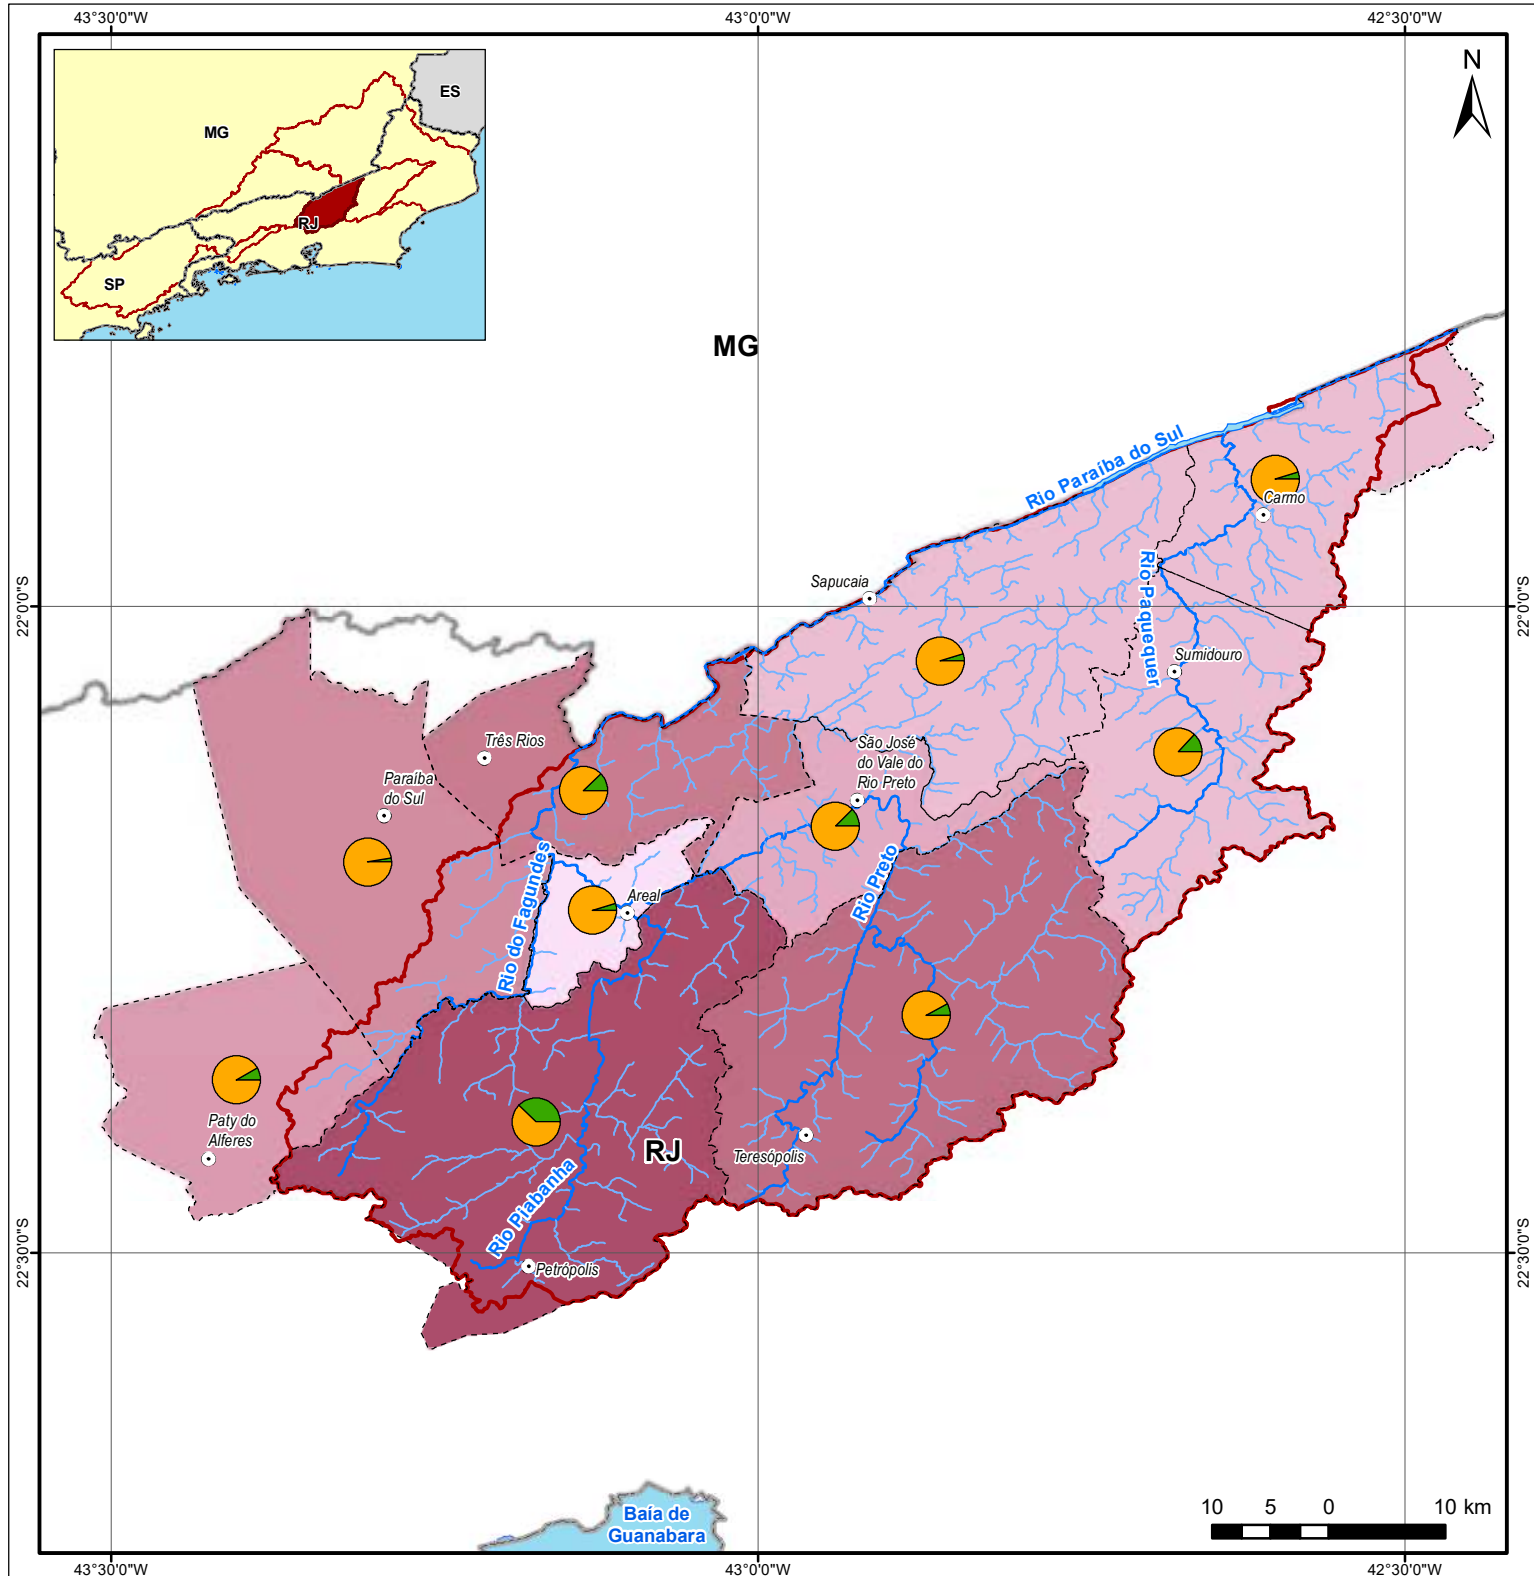 43°30'0"W
43°0'0"W
42°30'0"W
ES
MG
RJ
SP
N
MG
Rio Paraíba do Sul
Carmo
22°0'0"S
22°0'0"S
Sapucaia
Rio Paquequer
Sumidouro
Três Rios
São José
do Vale do
Rio Preto
Paraíba
do Sul
Rio do Fagundes
Areal
Rio Preto
Paty do
Alferes
RJ
Teresópolis
Rio Piabanha
Petrópolis
22°30'0"S
22°30'0"S
Baía de
Guanabara
10 5 0 10 km
43°30'0"W
43°0'0"W
42°30'0"W